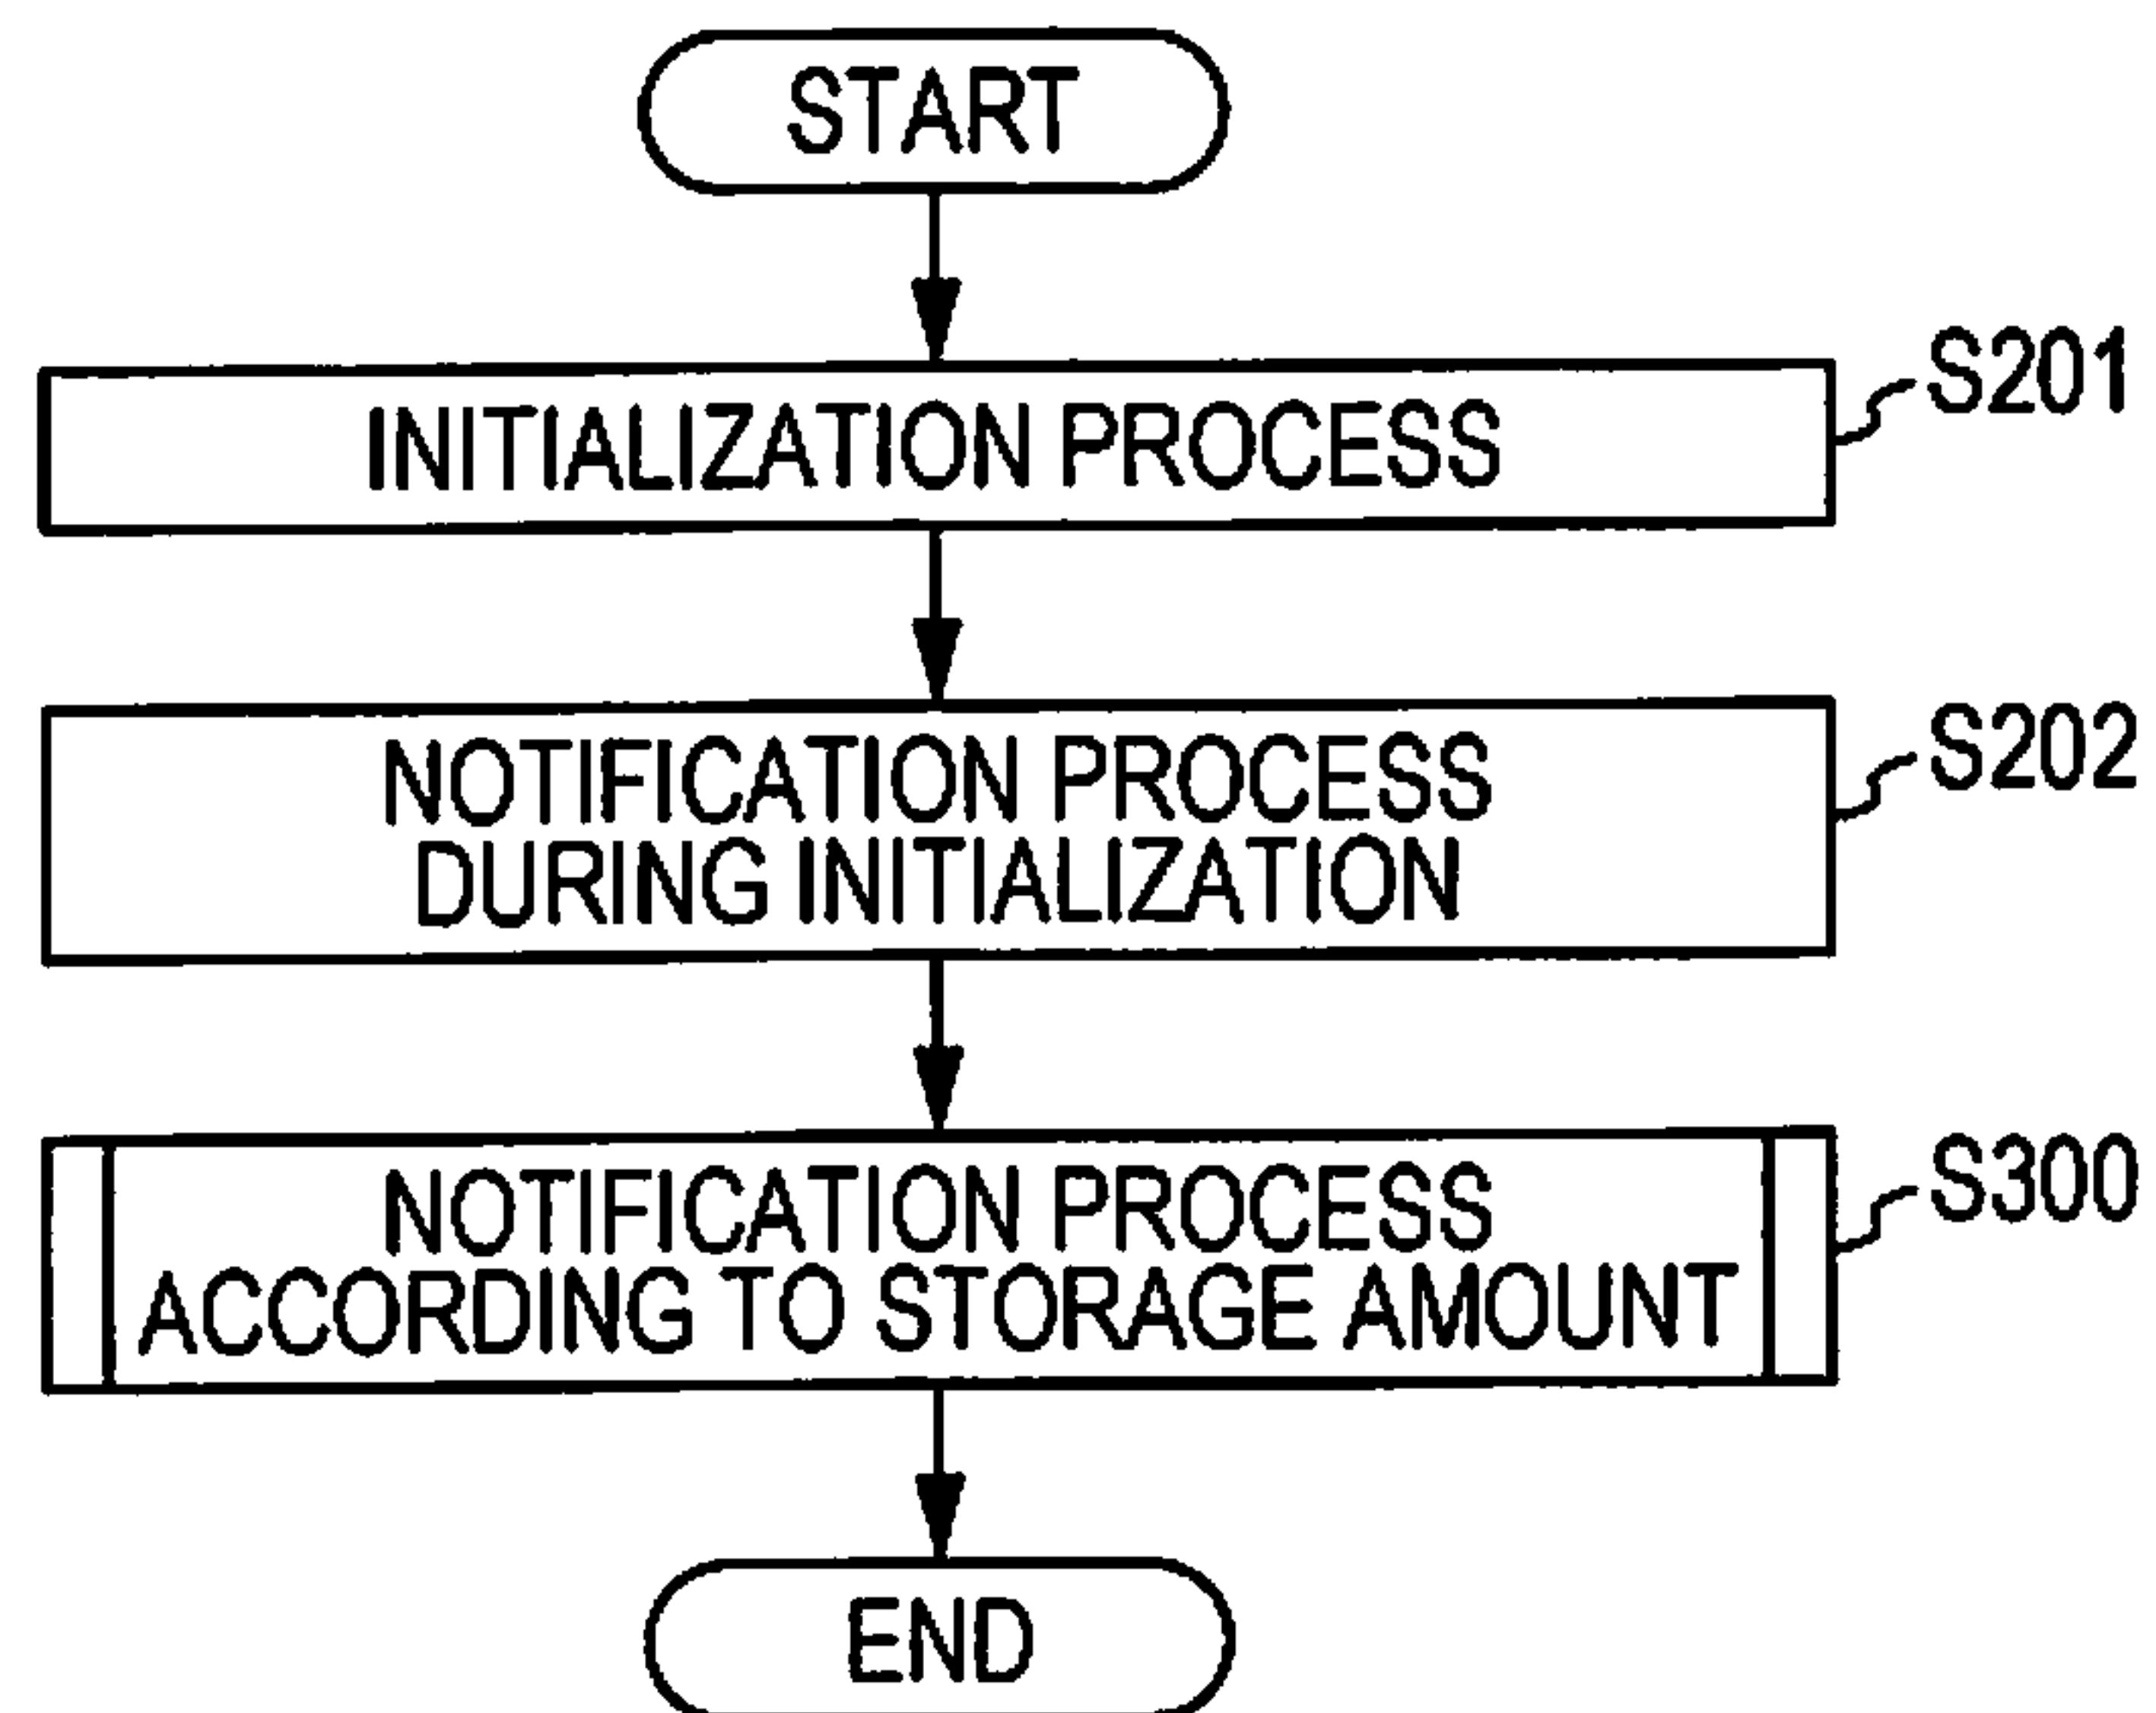 START
INITIALIZATION PROCESS
S201
NOTIFICATION PROCESS
DURING INITIALIZATION
S202
NOTIFICATION PROCESS
ACCORDING TO STORAGE AMOUNT
S300
END